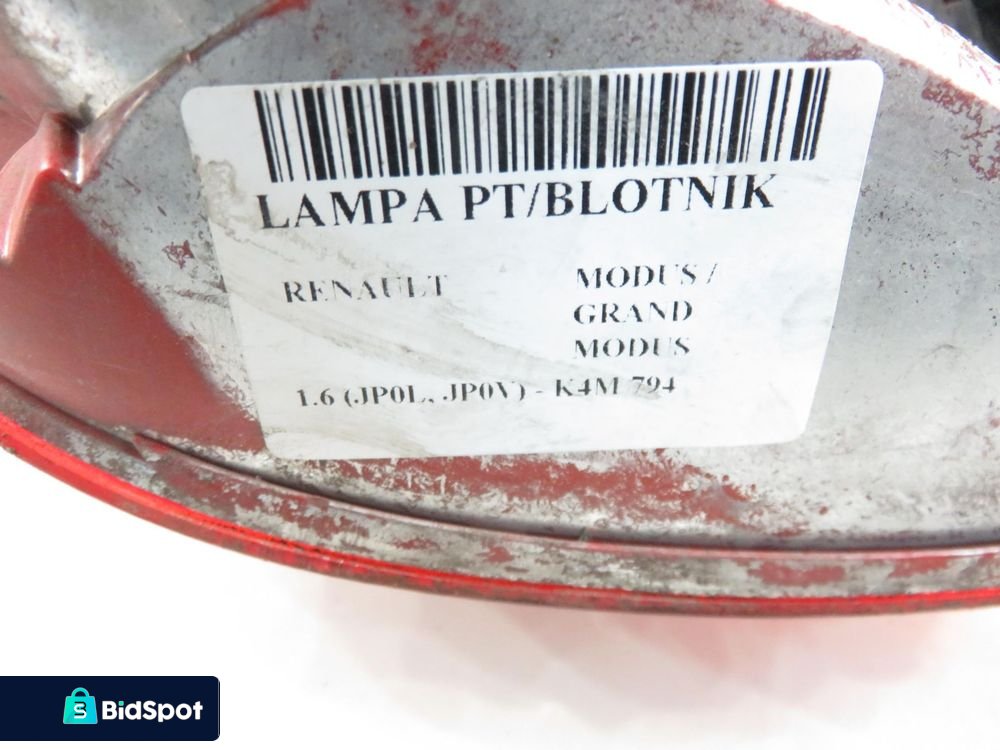 LAMPA PT/BLOTNIK
RENAULT
MODUS /
GRAND
MODUS
1.6 (JP0L, JP0V) - K4M 794
BidSpot